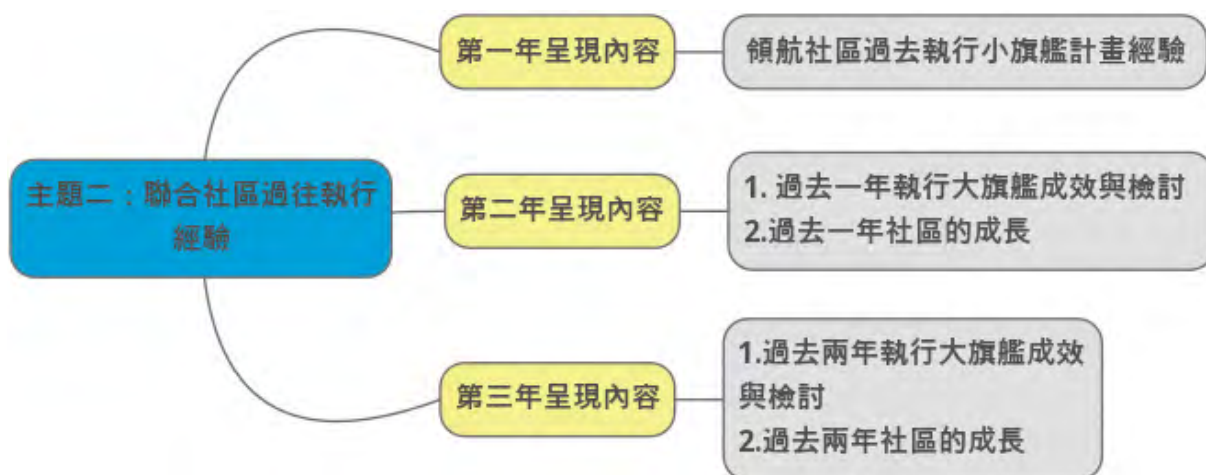 主題二：聯合社區過往執行
經驗
第一年呈現內容
領航社區過去執行小旗艦計畫經驗
第二年呈現內容
1. 過去一年執行大旗艦成效與檢討
2.過去一年社區的成長
第三年呈現內容
1.過去兩年執行大旗艦成效
與檢討
2.過去兩年社區的成長